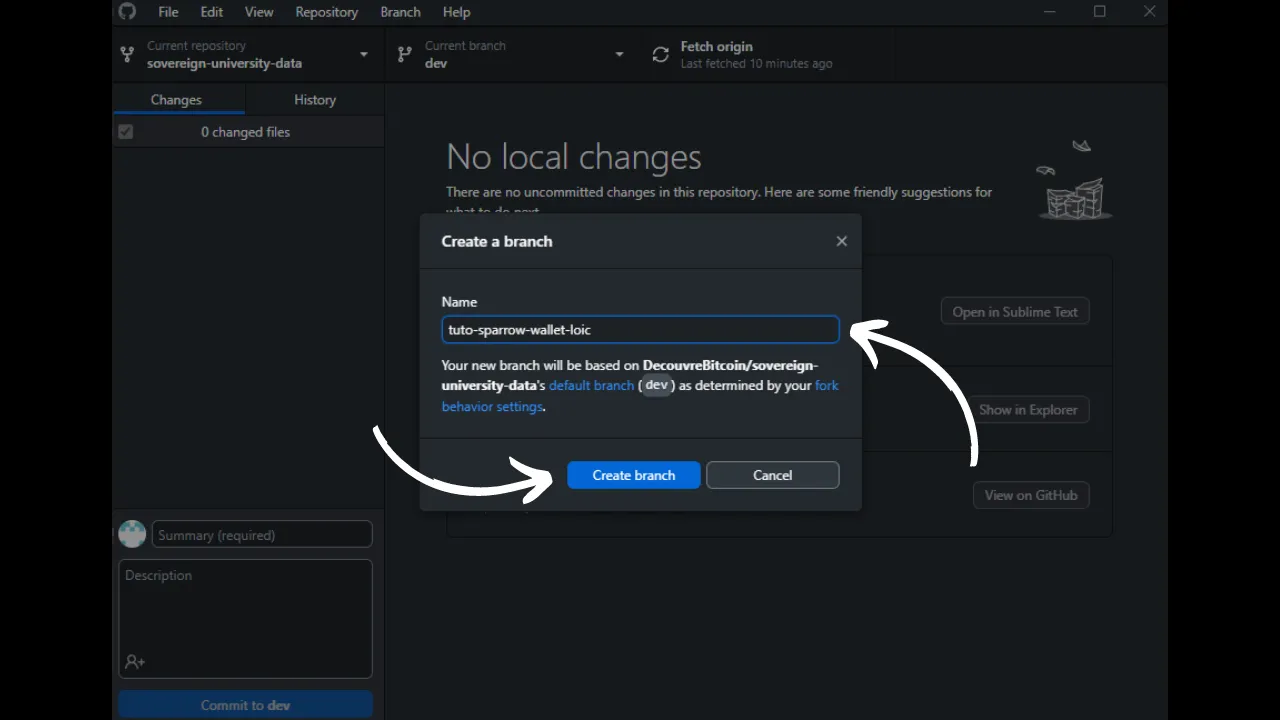 File Edit View Repository Branch Help
Current repository
sovereign-university-data
Current branch
dev
Fetch origin
Last fetched 10 minutes ago
Changes
History
0 changed files
No local changes
There are no uncommitted changes in this repository. Here are some friendly suggestions for
what to do next.
Create a branch
Name
tuto-sparrow-wallet-loic
Your new branch will be based on DecouvreBitcoin/sovereign-
university-data's default branch (dev) as determined by your fork
behavior settings.
Create branch
Cancel
Open in Sublime Text
Show in Explorer
View on GitHub
Summary (required)
Description
Commit to dev